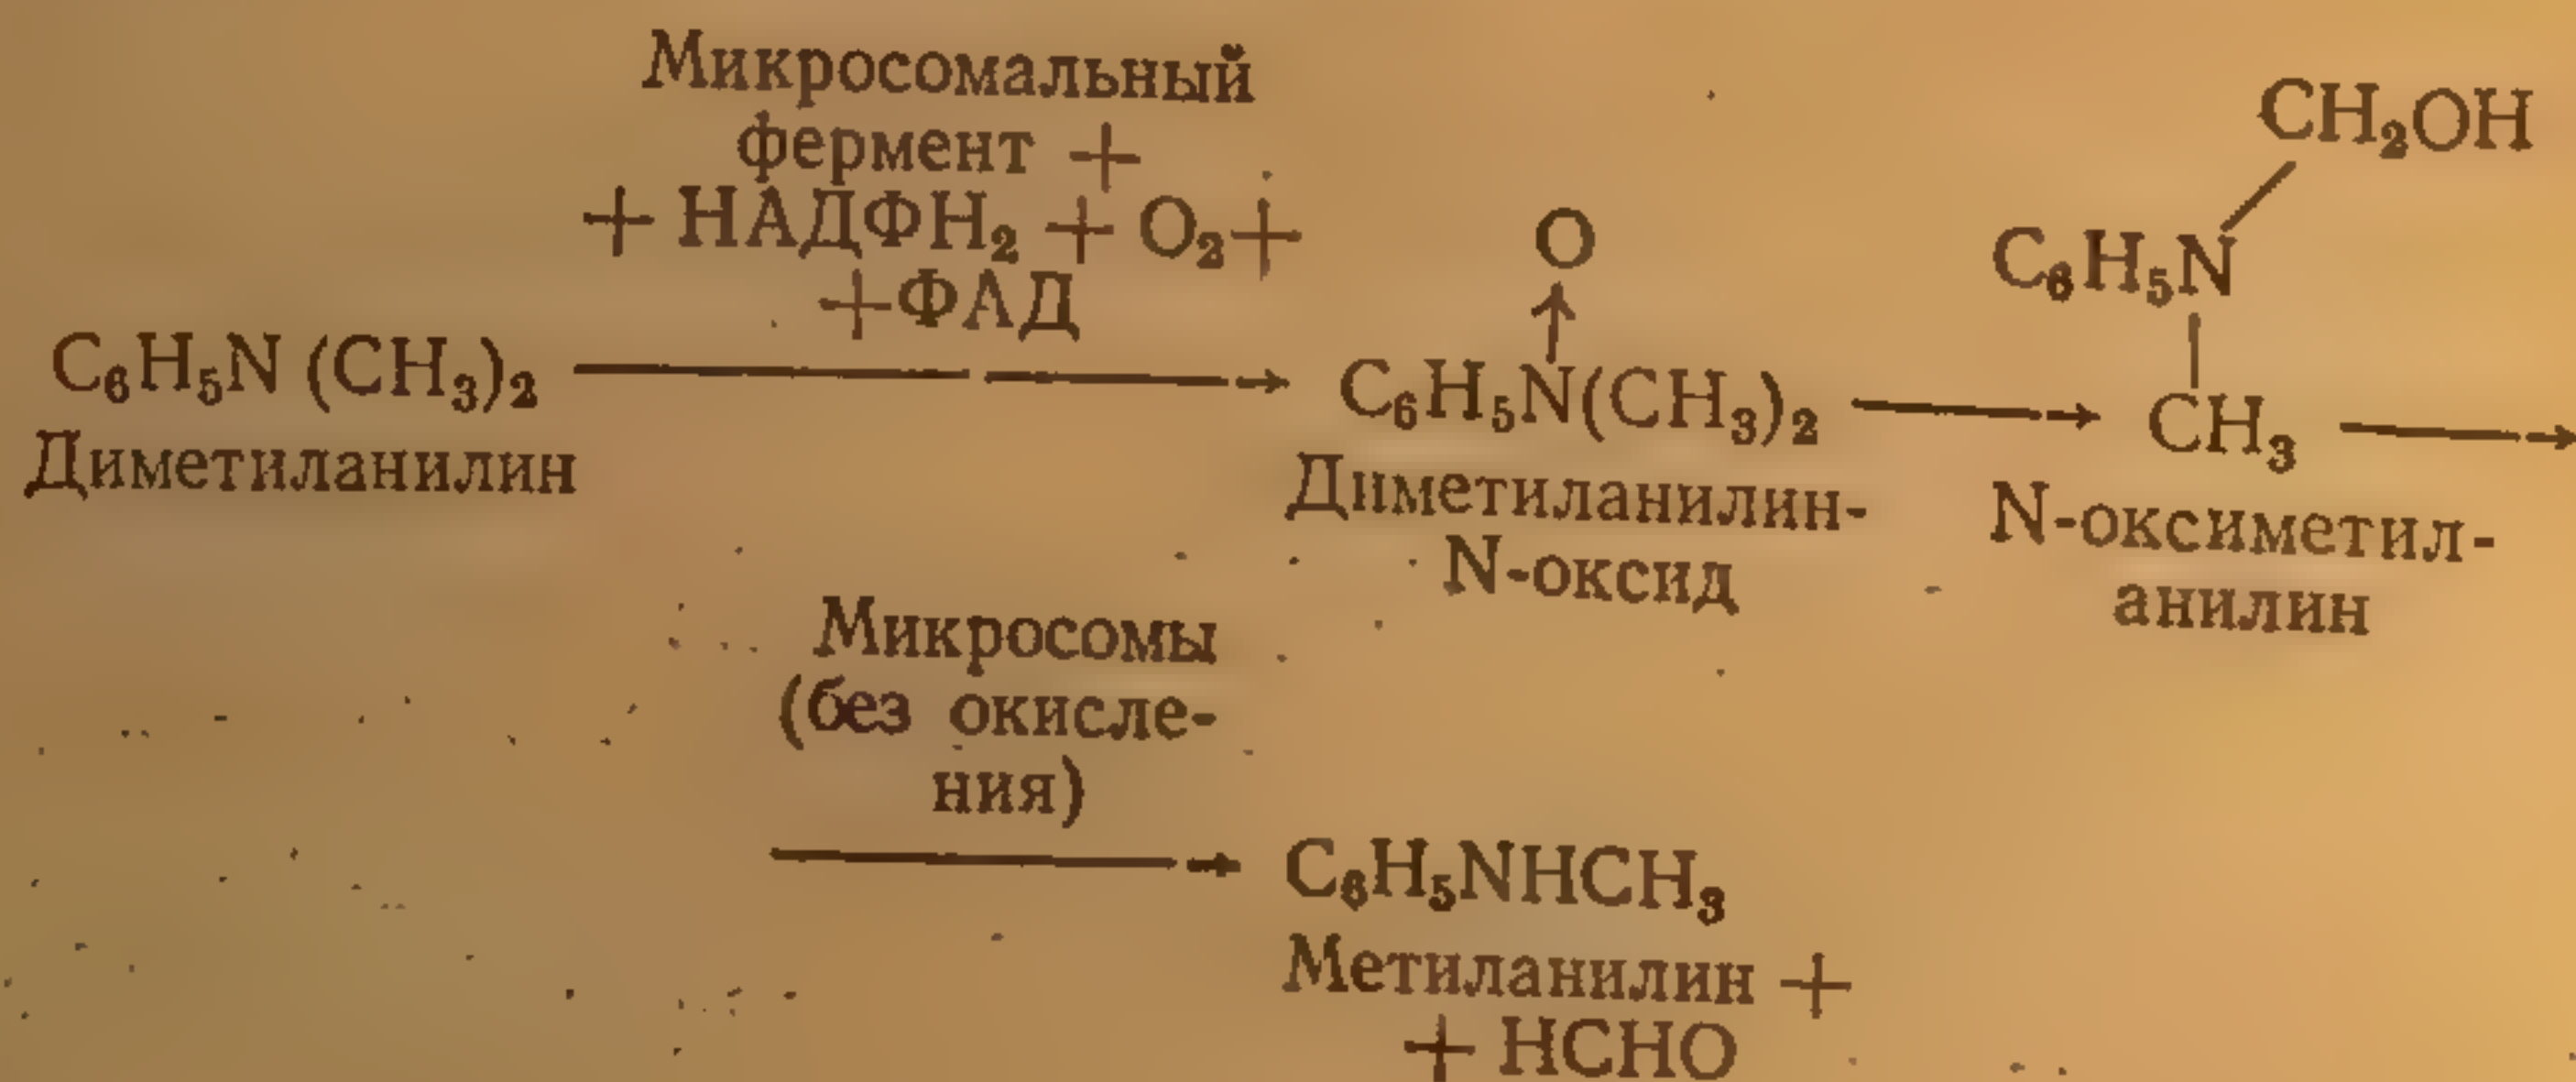 Микросомальный
фермент +
+ НАДФН₂ + O₂ +
+ ФАД
C₆H₅N (CH₃)₂
Диметиланилин
O
↑
C₆H₅N(CH₃)₂
Диметиланилин-
N-оксид
CH₂OH
C₆H₅N
CH₃
N-оксиметил-
анилин
Микросомы
(без окисле-
ния)
C₆H₅NHCH₃
Метиланилин +
+ HCHO